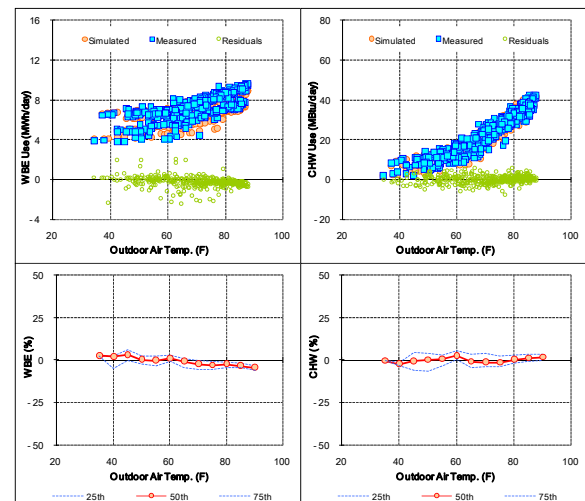 16
12
8
4
0
- 4
WBE Use (MWh/day)
Simulated Measured Residuals
20 40 60 80 100
Outdoor Air Temp. (F)
80
60
40
20
0
- 20
CHW Use (MBtu/day)
Simulated Measured Residuals
20 40 60 80 100
Outdoor Air Temp. (F)
50
25
0
- 25
- 50
WBE (%)
20 40 60 80 100
Outdoor Air Temp. (F)
25th 50th 75th
50
25
0
- 25
- 50
CHW (%)
20 40 60 80 100
Outdoor Air Temp. (F)
25th 50th 75th